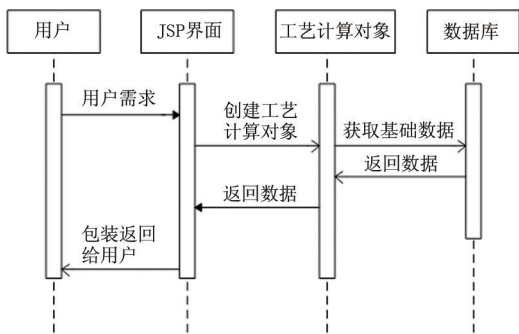 用户
JSP界面
工艺计算对象
数据库
用户需求
创建工艺
计算对象
获取基础数据
返回数据
返回数据
包装返回
给用户